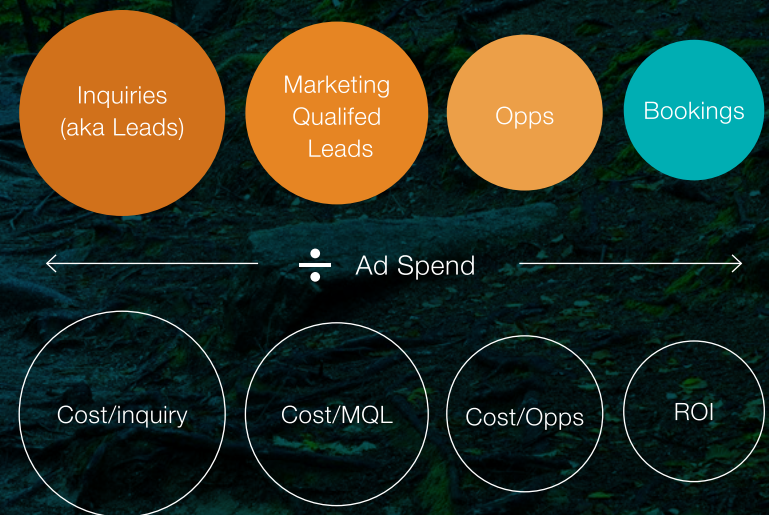 Inquiries
(aka Leads)
Marketing
Qualifed
Leads
Opps
Bookings
÷ Ad Spend
Cost/inquiry
Cost/MQL
Cost/Opps
ROI